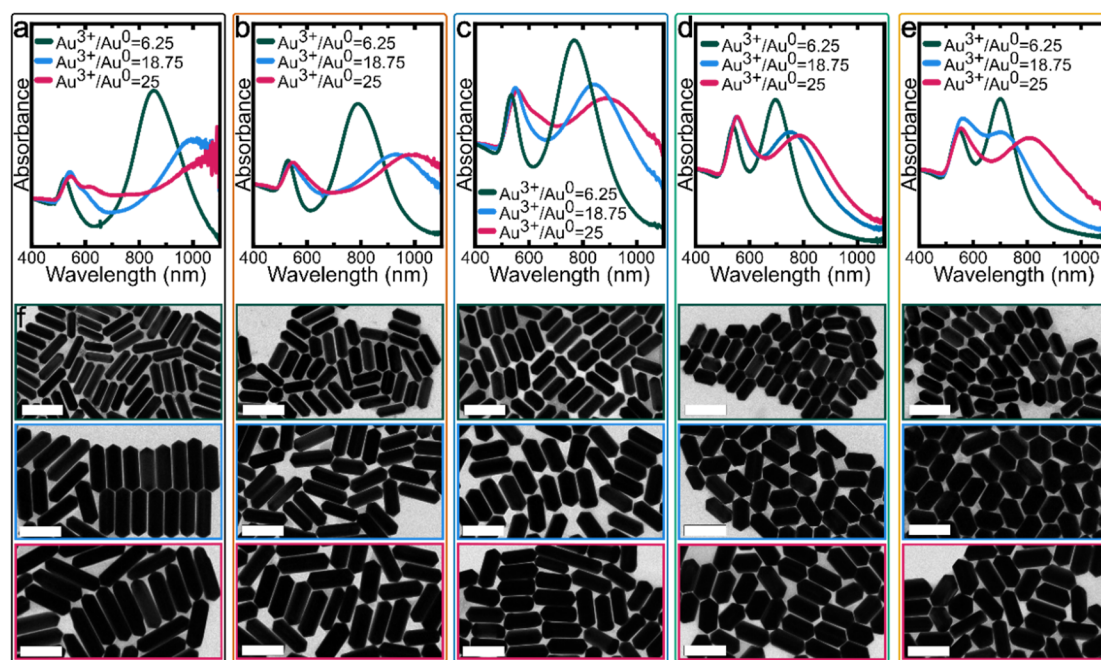 a
Au³⁺/Au⁰=6.25
Au³⁺/Au⁰=18.75
Au³⁺/Au⁰=25
Absorbance
400 600 800 1000
Wavelength (nm)
b
Au³⁺/Au⁰=6.25
Au³⁺/Au⁰=18.75
Au³⁺/Au⁰=25
Absorbance
400 600 800 1000
Wavelength (nm)
c
Au³⁺/Au⁰=6.25
Au³⁺/Au⁰=18.75
Au³⁺/Au⁰=25
Absorbance
400 600 800 1000
Wavelength (nm)
d
Au³⁺/Au⁰=6.25
Au³⁺/Au⁰=18.75
Au³⁺/Au⁰=25
Absorbance
400 600 800 1000
Wavelength (nm)
e
Au³⁺/Au⁰=6.25
Au³⁺/Au⁰=18.75
Au³⁺/Au⁰=25
Absorbance
400 600 800 1000
Wavelength (nm)
f